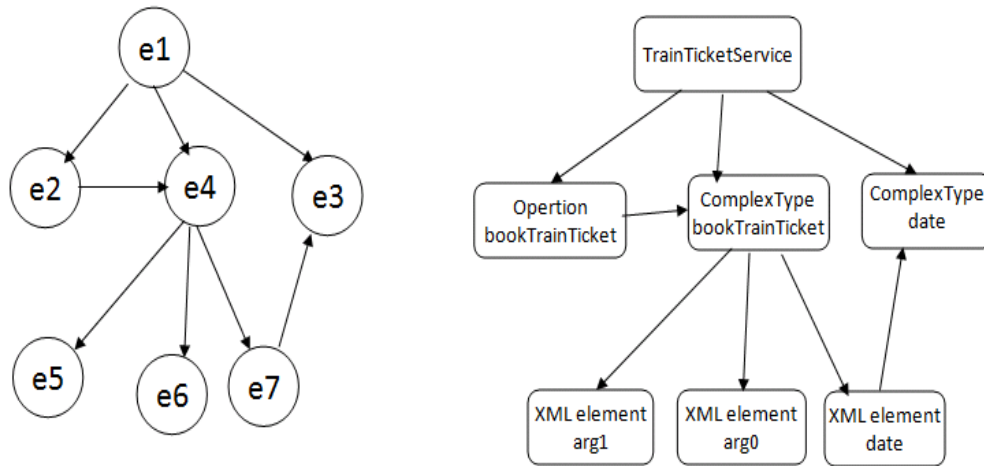 e1
e2
e4
e3
e5
e6
e7
TrainTicketService
Opertion
bookTrainTicket
ComplexType
bookTrainTicket
ComplexType
date
XML element
arg1
XML element
arg0
XML element
date